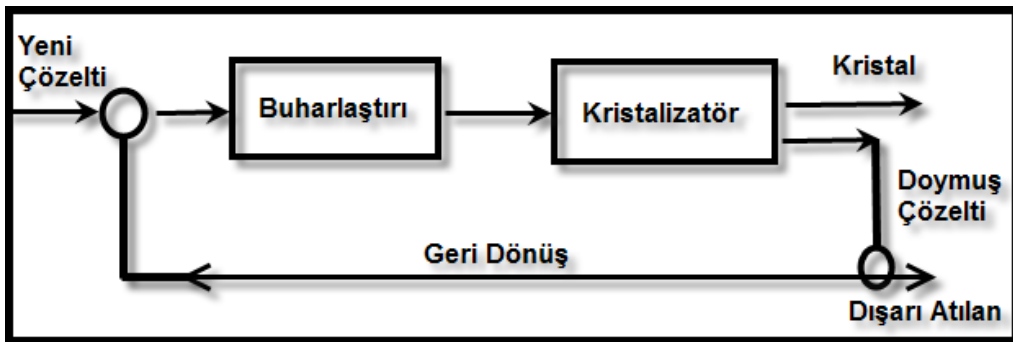 Yeni
Çözelti
Buharlaştırı
Kristalizatör
Kristal
Doymuş
Çözelti
Geri Dönüş
Dışarı Atılan